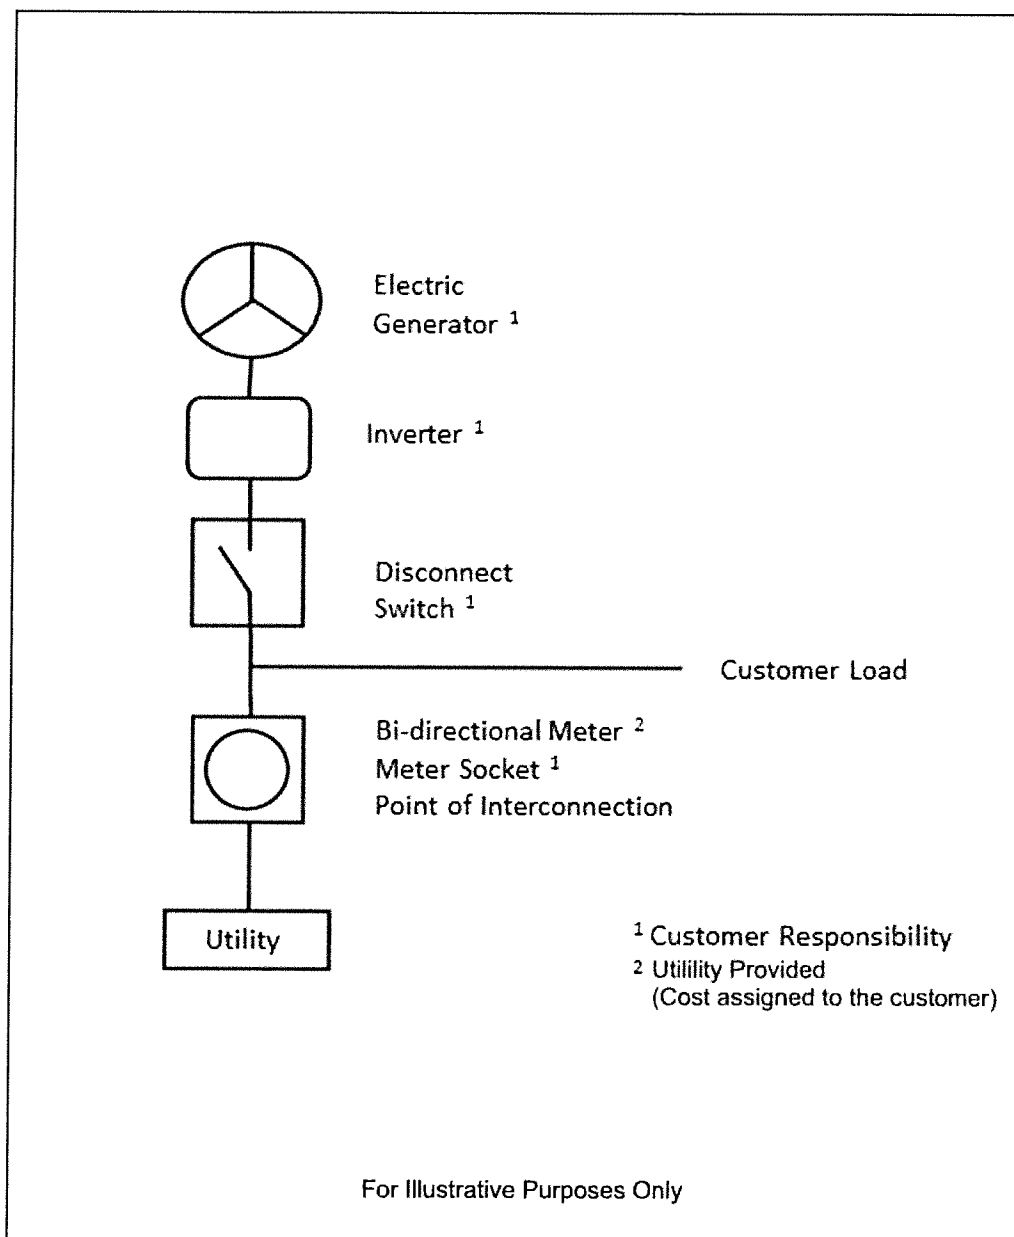 Electric
Generator 1
Inverter 1
Disconnect
Switch 1
Customer Load
Bi-directional Meter 2
Meter Socket 1
Point of Interconnection
Utility
1 Customer Responsibility
2 Utilility Provided
(Cost assigned to the customer)
For Illustrative Purposes Only